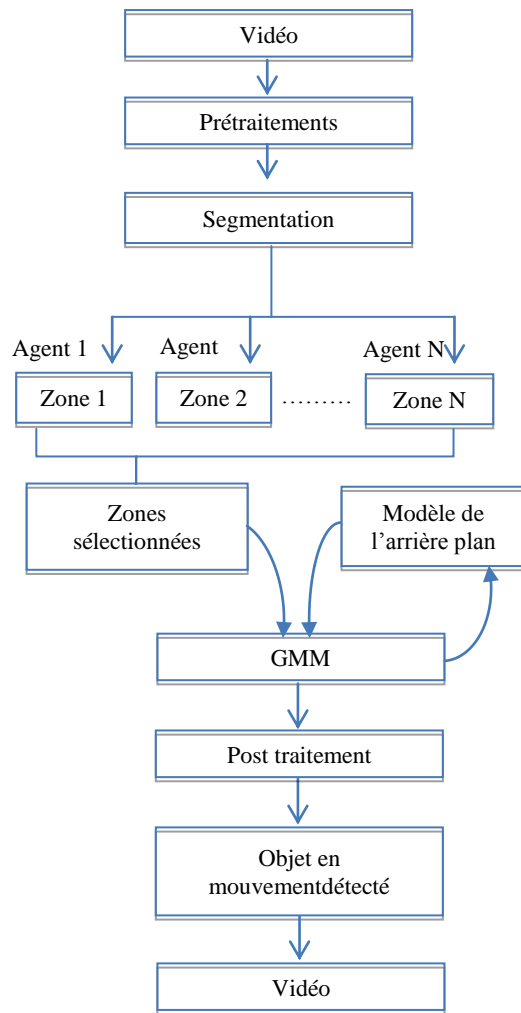 Vidéo
Prétraitements
Segmentation
Agent 1
Agent
Agent N
Zone 1
Zone 2
.........
Zone N
Zones
sélectionnées
Modèle de
l’arrière plan
GMM
Post traitement
Objet en
mouvementdétecté
Vidéo